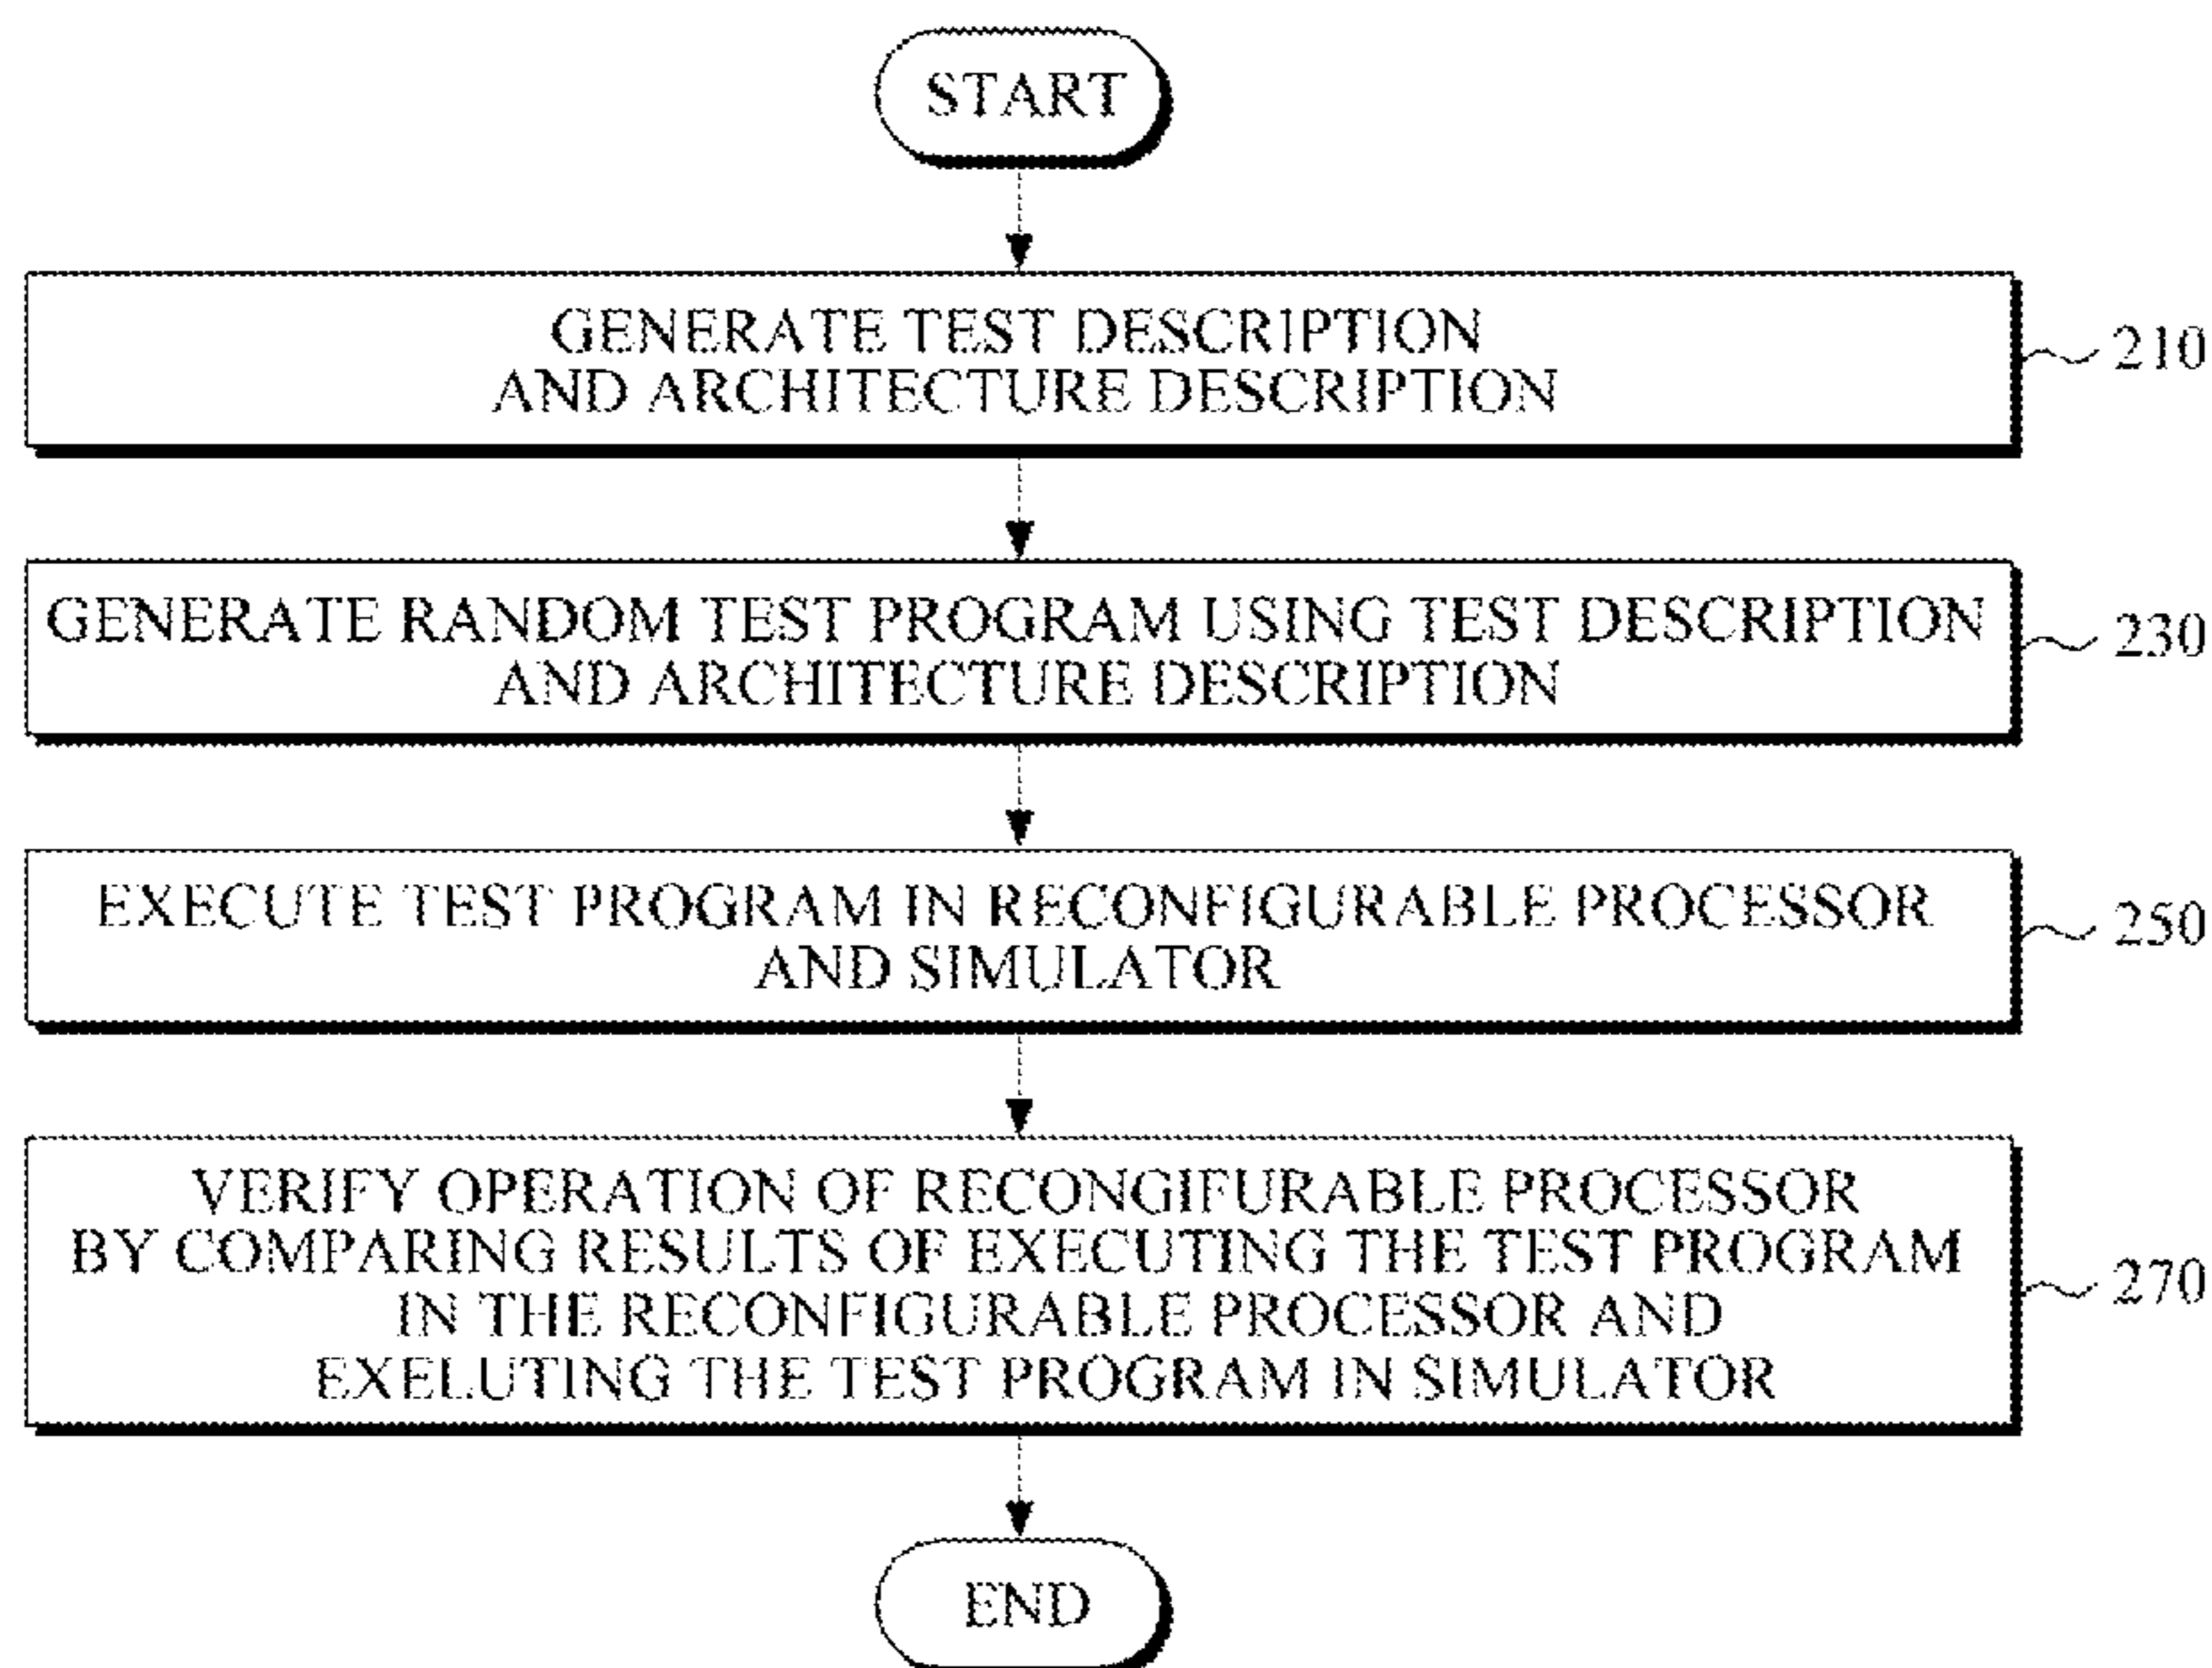 START
GENERATE TEST DESCRIPTION
AND ARCHITECTURE DESCRIPTION
210
GENERATE RANDOM TEST PROGRAM USING TEST DESCRIPTION
AND ARCHITECTURE DESCRIPTION
230
EXECUTE TEST PROGRAM IN RECONFIGURABLE PROCESSOR
AND SIMULATOR
250
VERIFY OPERATION OF RECONGIFURABLE PROCESSOR
BY COMPARING RESULTS OF EXECUTING THE TEST PROGRAM
IN THE RECONFIGURABLE PROCESSOR AND
EXELUTING THE TEST PROGRAM IN SIMULATOR
270
END